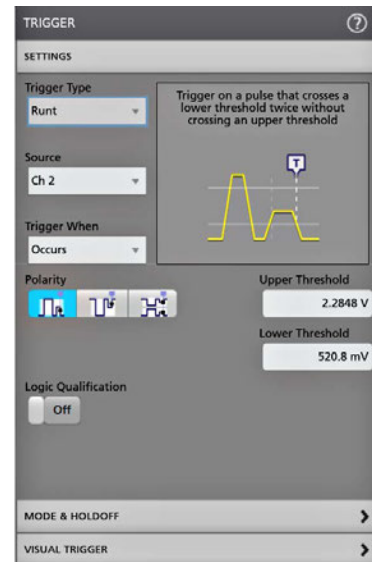 TRIGGER
?
SETTINGS
Trigger Type
Runt
Trigger on a pulse that crosses a
lower threshold twice without
crossing an upper threshold
T
Source
Ch 2
Trigger When
Occurs
Polarity
Upper Threshold
2.2848 V
Lower Threshold
520.8 mV
Logic Qualification
Off
MODE & HOLDOFF
VISUAL TRIGGER